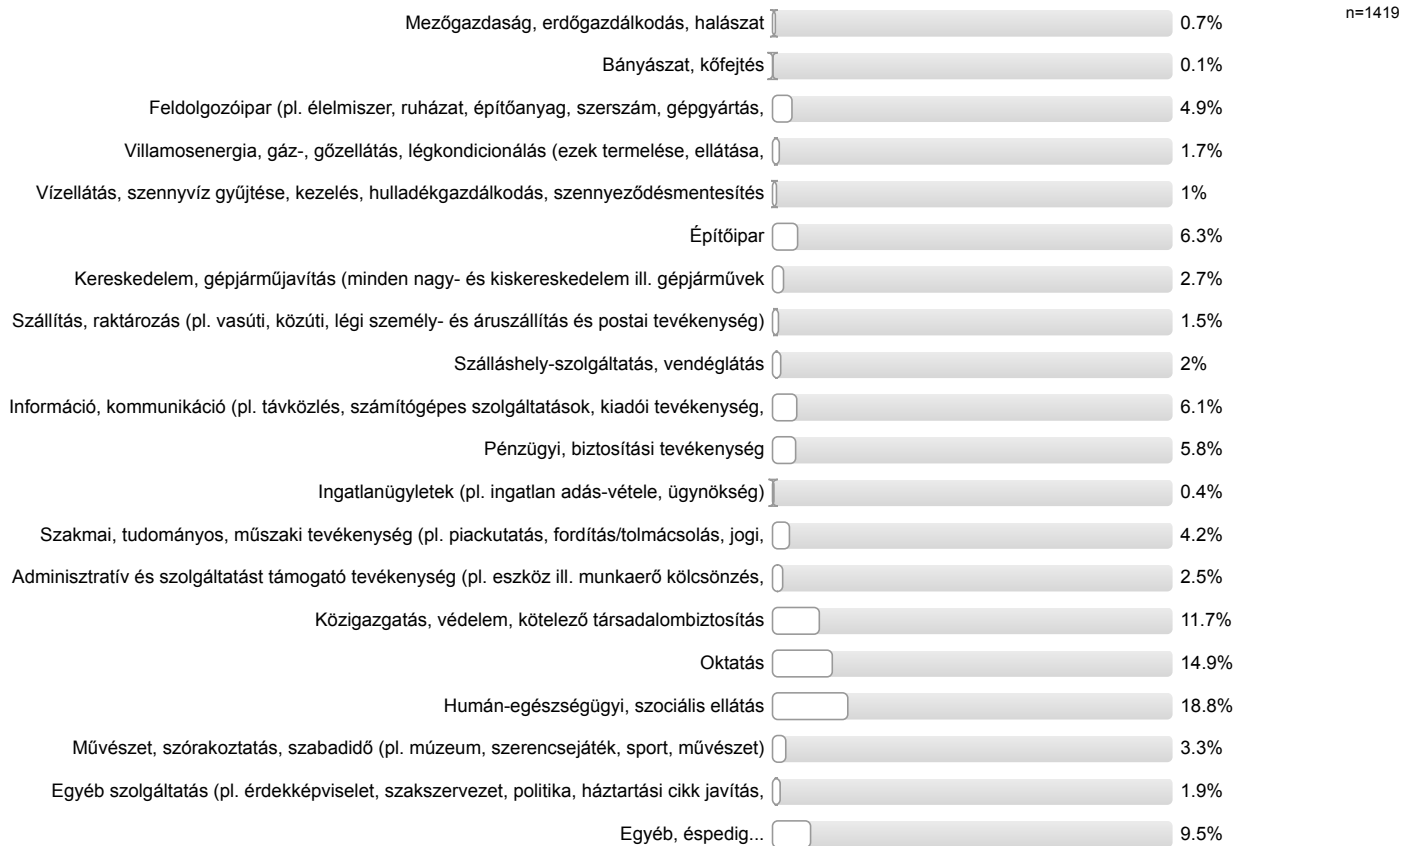 n=1419
Mezőgazdaság, erdőgazdálkodás, halászat 0.7%
Bányászat, kőfejtés 0.1%
Feldolgozóipar (pl. élelmiszer, ruházat, építőanyag, szerszám, gépgyártás, 4.9%
Villamosenergia, gáz-, gőzellátás, légkondicionálás (ezek termelése, ellátása, 1.7%
Vízellátás, szennyvíz gyűjtése, kezelés, hulladékgazdálkodás, szennyeződésmentesítés 1%
Építőipar 6.3%
Kereskedelem, gépjárműjavítás (minden nagy- és kiskereskedelem ill. gépjárművek 2.7%
Szállítás, raktározás (pl. vasúti, közúti, légi személy- és áruszállítás és postai tevékenység) 1.5%
Szálláshely-szolgáltatás, vendéglátás 2%
Információ, kommunikáció (pl. távközlés, számítógépes szolgáltatások, kiadói tevékenység, 6.1%
Pénzügyi, biztosítási tevékenység 5.8%
Ingatlanügyletek (pl. ingatlan adás-vétele, ügynökség) 0.4%
Szakmai, tudományos, műszaki tevékenység (pl. piackutatás, fordítás/tolmácsolás, jogi, 4.2%
Adminisztratív és szolgáltatást támogató tevékenység (pl. eszköz ill. munkaerő kölcsönzés, 2.5%
Közigazgatás, védelem, kötelező társadalombiztosítás 11.7%
Oktatás 14.9%
Humán-egészségügyi, szociális ellátás 18.8%
Művészet, szórakoztatás, szabadidő (pl. múzeum, szerencsejáték, sport, művészet) 3.3%
Egyéb szolgáltatás (pl. érdekképviselet, szakszervezet, politika, háztartási cikk javítás, 1.9%
Egyéb, éspedig... 9.5%